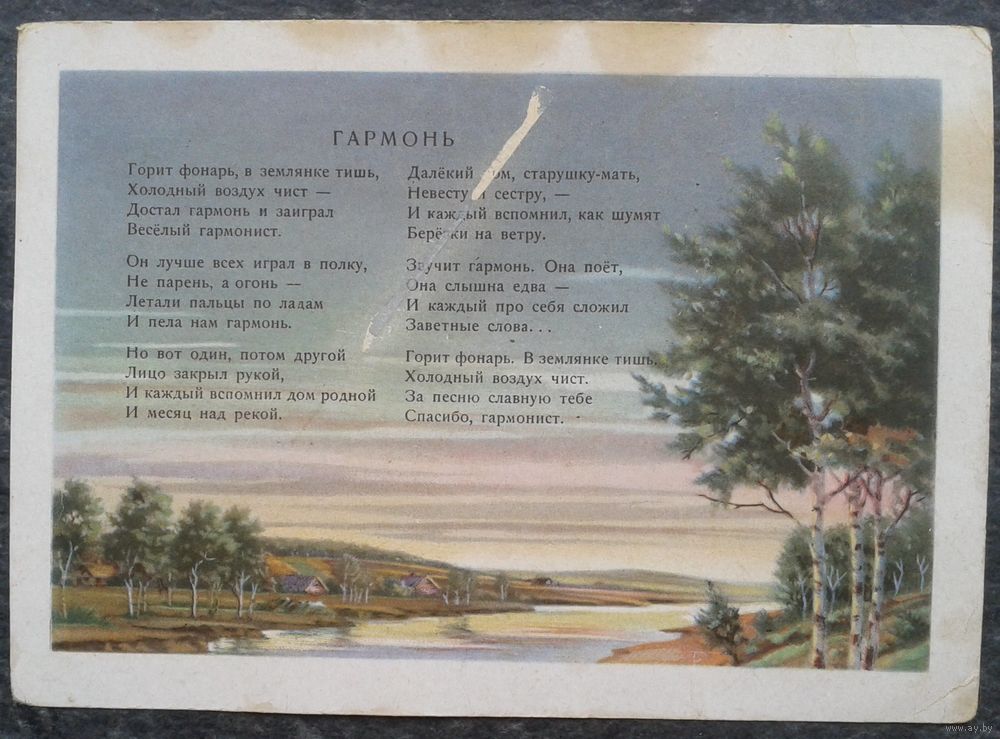 ГАРМОНЬ
Горит фонарь, в землянке тишь,
Холодный воздух чист —
Достал гармонь и заиграл
Весёлый гармонист.
Он лучше всех играл в полку,
Не парень, а огонь —
Летали пальцы по ладам
И пела нам гармонь.
Но вот один, потом другой
Лицо закрыл рукой,
И каждый вспомнил дом родной
И месяц над рекой.
Далёкий старушку-мать,
Невесту и сестру, —
И каждый вспомнил, как шумят
Берёзки на ветру.
Звучит гармонь. Она поёт,
Она слышна едва —
И каждый про себя сложил
Заветные слова...
Горит фонарь. В землянке тишь.
Холодный воздух чист.
За песню славную тебе
Спасибо, гармонист.
www.ay.by